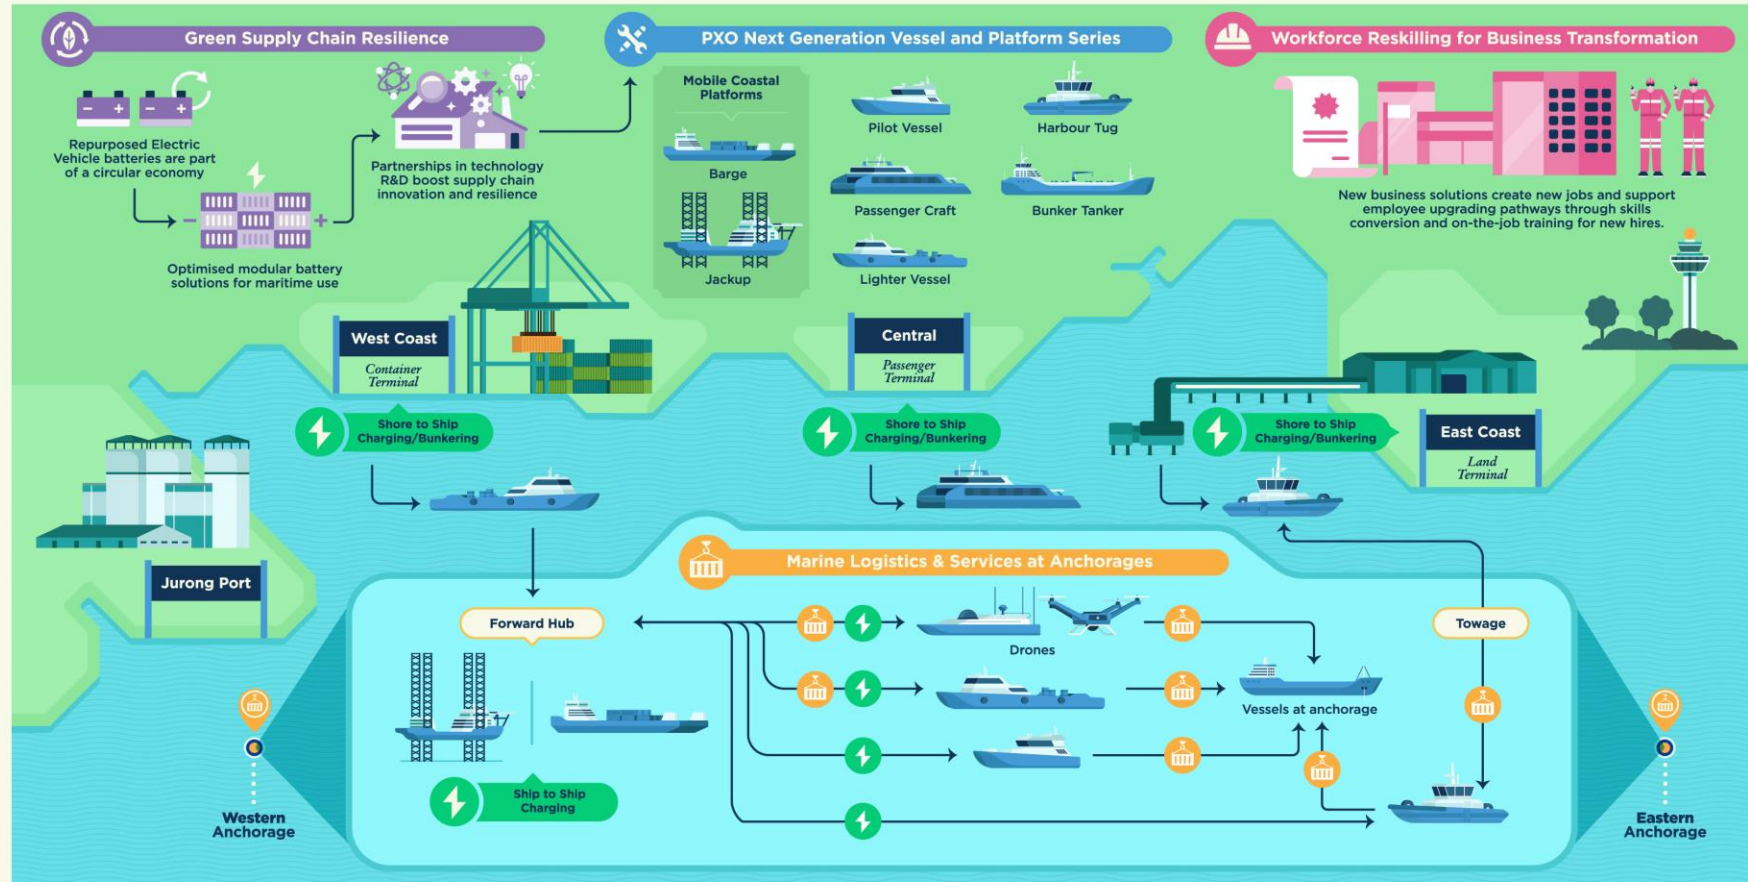 Green Supply Chain Resilience
PXO Next Generation Vessel and Platform Series
Workforce Reskilling for Business Transformation
Repurposed Electric
Vehicle batteries are part
of a circular economy
Optimised modular battery
solutions for maritime use
Partnerships in technology
R&D boost supply chain
innovation and resilience
Mobile Coastal
Platforms
Barge
Jackup
Pilot Vessel
Harbour Tug
Passenger Craft
Bunker Tanker
Lighter Vessel
New business solutions create new jobs and support
employee upgrading pathways through skills
conversion and on-the-job training for new hires.
West Coast
Container
Terminal
Shore to Ship
Charging/Bunkering
Central
Passenger
Terminal
Shore to Ship
Charging/Bunkering
Shore to Ship
Charging/Bunkering
East Coast
Land
Terminal
Jurong Port
Marine Logistics & Services at Anchorages
Forward Hub
Ship to Ship
Charging
Drones
Vessels at anchorage
Towage
Western
Anchorage
Eastern
Anchorage